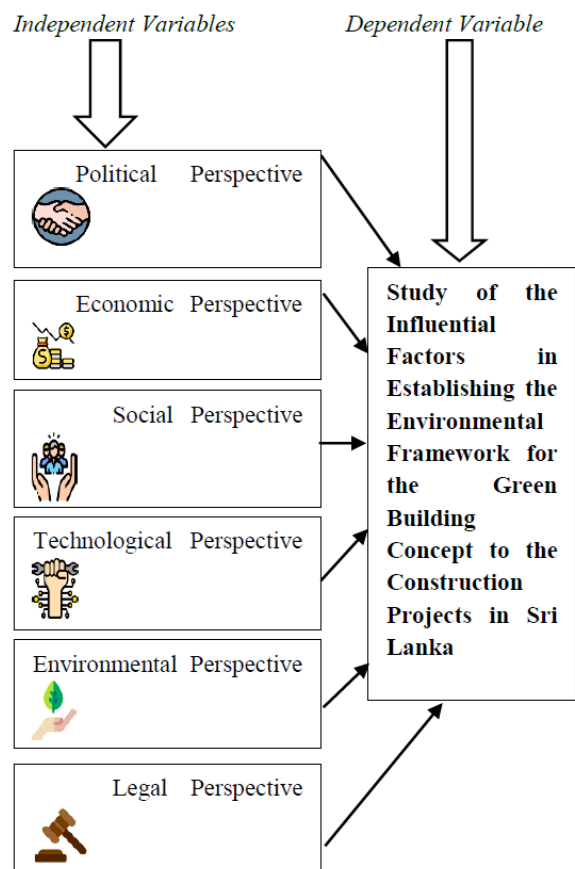 Independent Variables
Dependent Variable
Political Perspective
Economic Perspective
Social Perspective
Technological Perspective
Environmental Perspective
Legal Perspective
Study of the
Influential
Factors in
Establishing the
Environmental
Framework for
the Green
Building
Concept to the
Construction
Projects in Sri
Lanka